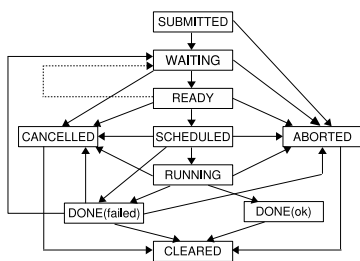 SUBMITTED
WAITING
READY
CANCELLED
SCHEDULED
ABORTED
RUNNING
DONE(failed)
DONE(ok)
CLEARED